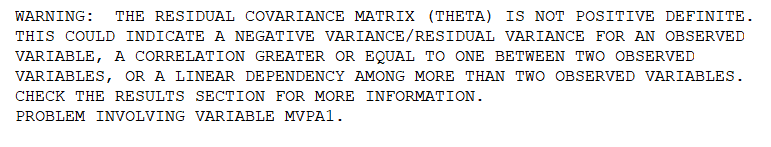 WARNING:  THE RESIDUAL COVARIANCE MATRIX (THETA) IS NOT POSITIVE DEFINITE.
THIS COULD INDICATE A NEGATIVE VARIANCE/RESIDUAL VARIANCE FOR AN OBSERVED
VARIABLE, A CORRELATION GREATER OR EQUAL TO ONE BETWEEN TWO OBSERVED
VARIABLES, OR A LINEAR DEPENDENCY AMONG MORE THAN TWO OBSERVED VARIABLES.
CHECK THE RESULTS SECTION FOR MORE INFORMATION.
PROBLEM INVOLVING VARIABLE MVPA1.